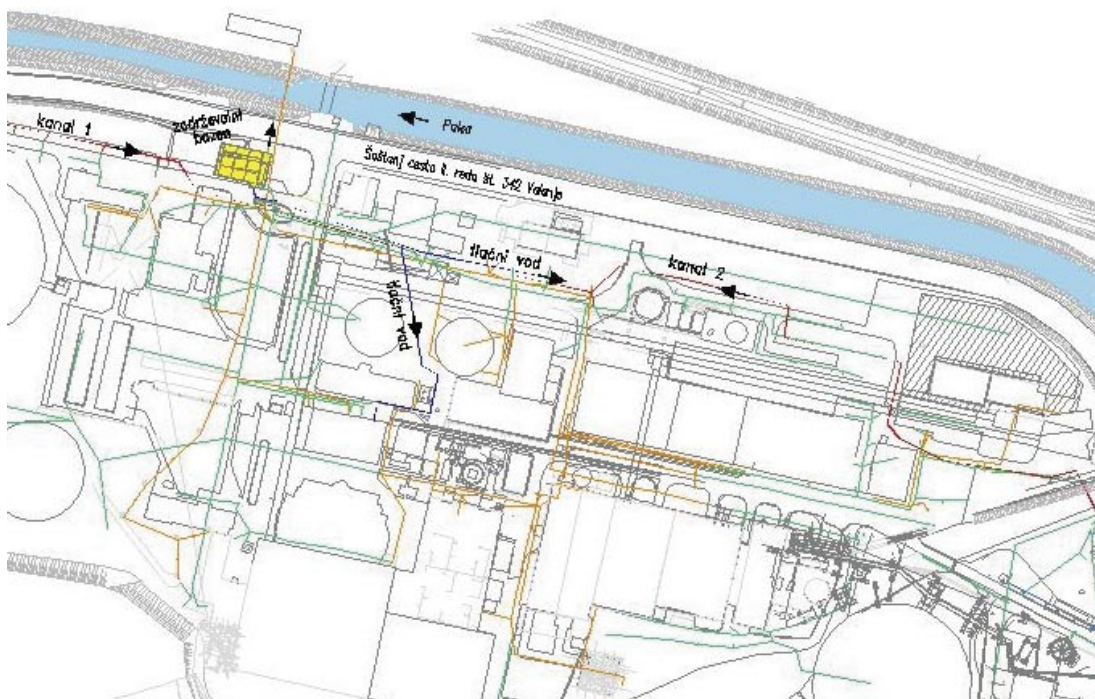 kanal 1
zadrževalni
bazen
Paka
Šoštanj cesta II. reda št. 342 Velenje
tlačni vod
kanal 2
tlačni vod